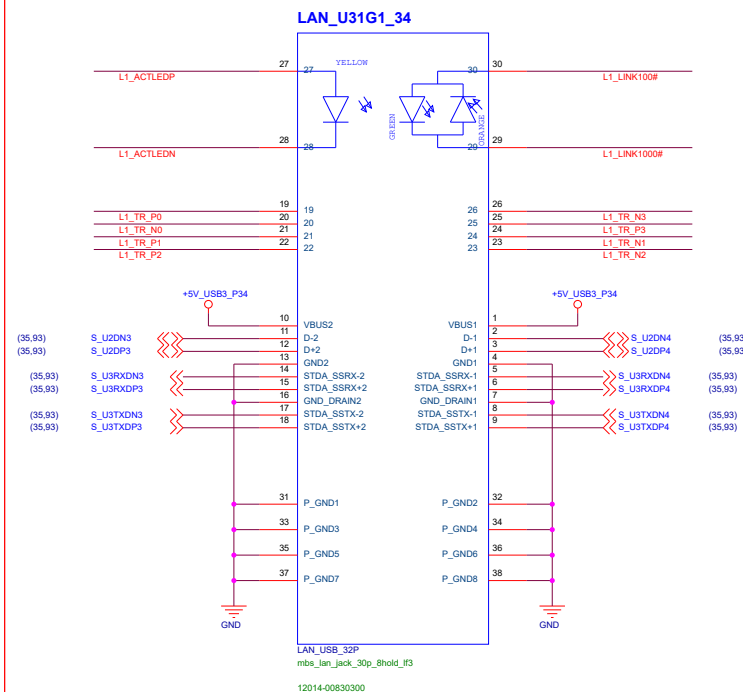 LAN_U31G1_34
27 27 YELLOW 30 30
L1_ACTLEDP L1_LINK100#
GREEN ORANGE
28 28 29 29
L1_ACTLEDN L1_LINK1000#
19 19 26 26
L1_TR_P0 20 20 25 25 L1_TR_N3
L1_TR_N0 21 21 24 24 L1_TR_P3
L1_TR_P1 22 22 23 23 L1_TR_N1
L1_TR_P2 L1_TR_N2
+5V_USB3_P34 +5V_USB3_P34
10 VBUS2 VBUS1 1
(35,93) S_U2DN3 11 D-2 D-1 2 S_U2DN4 (35,93
(35,93) S_U2DP3 12 D+2 D+1 3 S_U2DP4 (35,93
13 GND2 GND1 4
(35,93) S_U3RXDN3 14 STDA_SSRX-2 STDA_SSRX-1 5 S_U3RXDN4 (35,93)
(35,93) S_U3RXDP3 15 STDA_SSRX+2 STDA_SSRX+1 6 S_U3RXDP4 (35,93)
16 GND_DRAIN2 GND_DRAIN1 7
(35,93) S_U3TXDN3 17 STDA_SSTX-2 STDA_SSTX-1 8 S_U3TXDN4 (35,93)
(35,93) S_U3TXDP3 18 STDA_SSTX+2 STDA_SSTX+1 9 S_U3TXDP4 (35,93)
31 P_GND1 P_GND2 32
33 P_GND3 P_GND4 34
35 P_GND5 P_GND6 36
37 P_GND7 P_GND8 38
GND GND
LAN_USB_32P
mbs_lan_jack_30p_8hold_lf3
12014-00830300